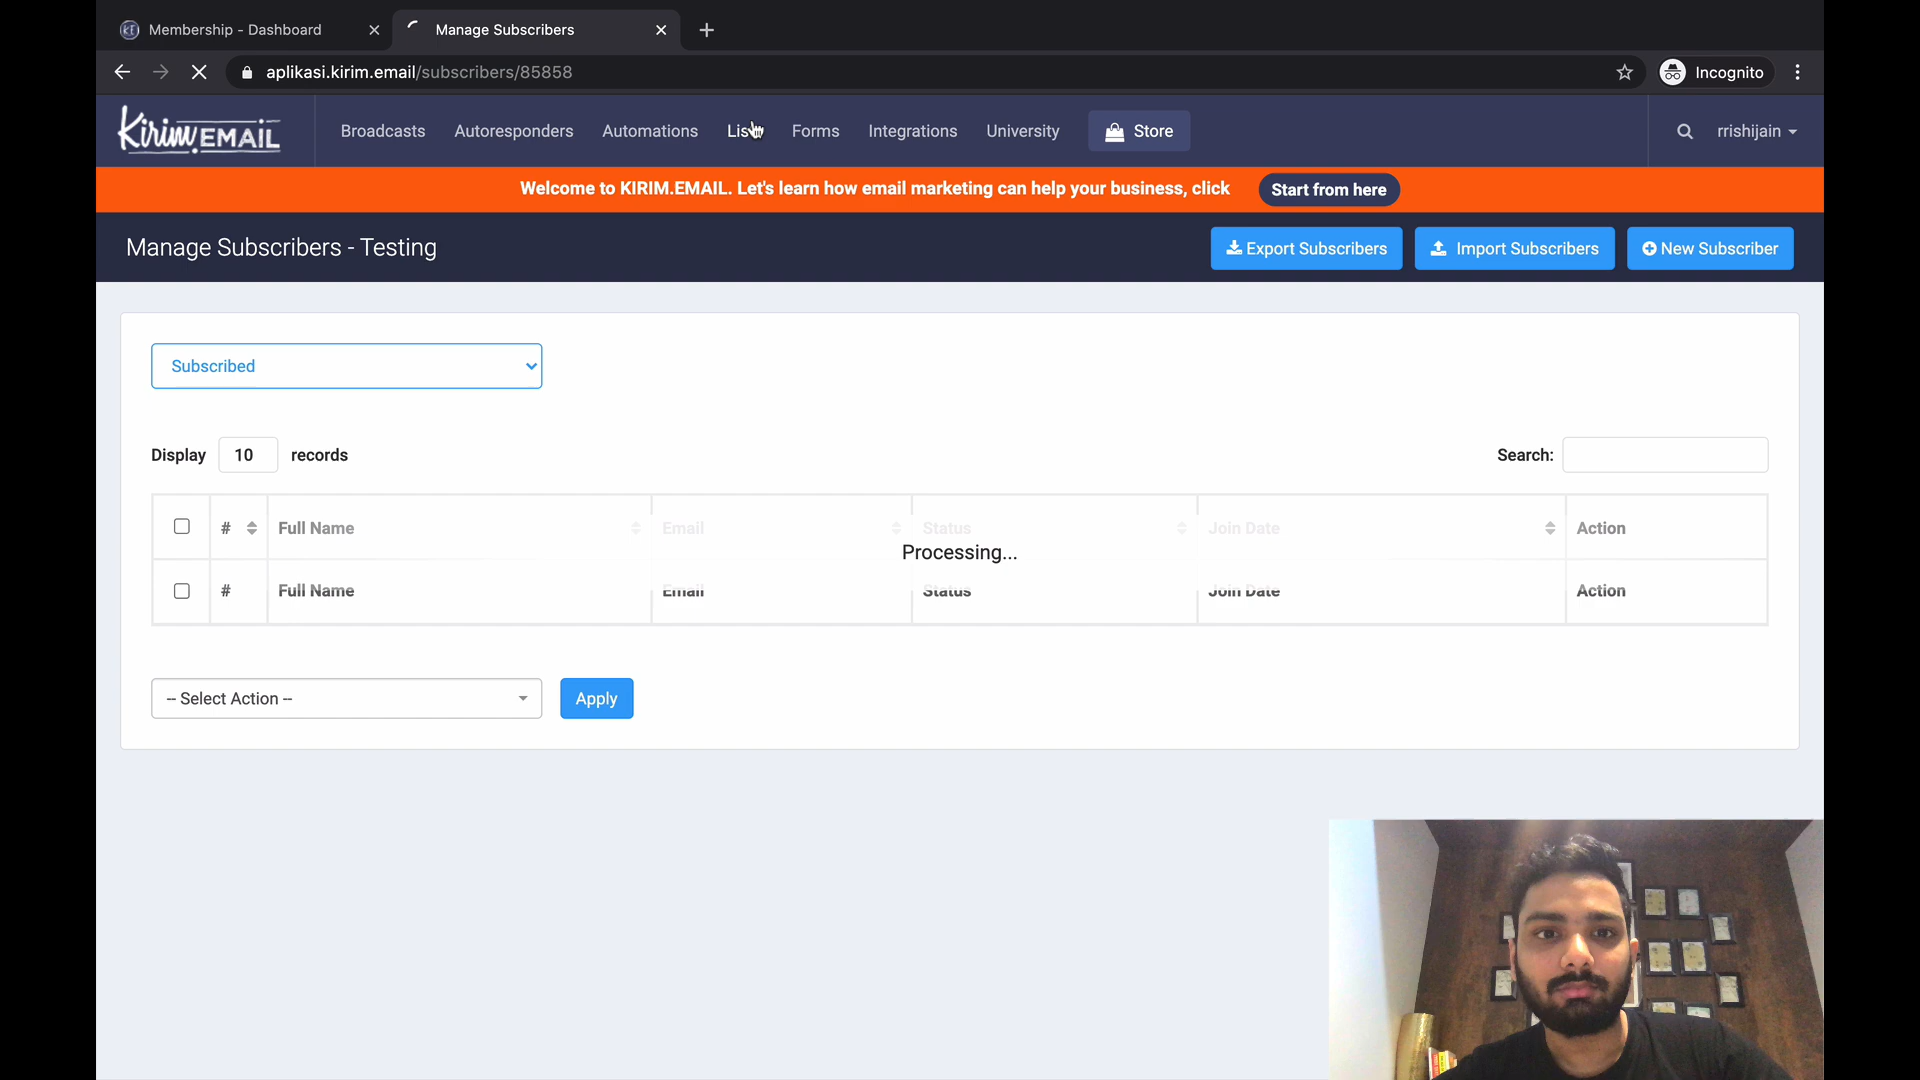 Membership - Dashboard
Manage Subscribers
aplikasi.kirim.email/subscribers/85858
Incognito
Kirim.EMAIL
Broadcasts
Autoresponders
Automations
Forms
Integrations
University
Store
rrishijain
Welcome to KIRIM.EMAIL. Let's learn how email marketing can help your business, click
Start from here
Manage Subscribers - Testing
Export Subscribers
Import Subscribers
New Subscriber
Subscribed
Display 10 records
Search:
# Full Name Email Status Join Date Action
Processing...
# Full Name Email Status Join Date Action
-- Select Action --
Apply